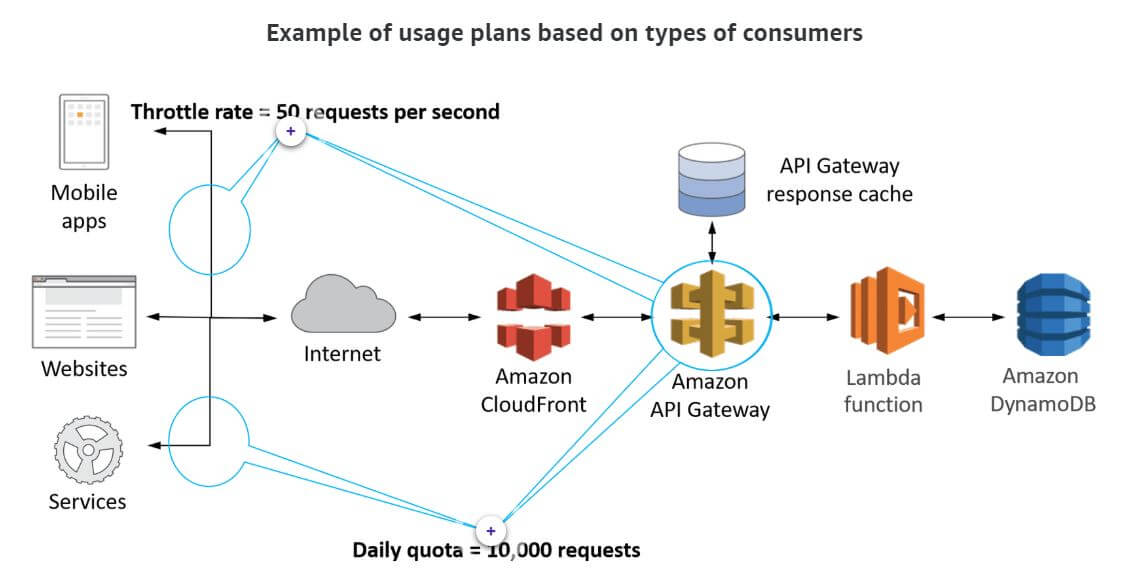 Example of usage plans based on types of consumers
Throttle rate = 50 requests per second
+
Mobile
apps
API Gateway
response cache
Websites
Internet
Amazon
CloudFront
Amazon
API Gateway
Lambda
function
Amazon
DynamoDB
Services
+
Daily quota = 10,000 requests